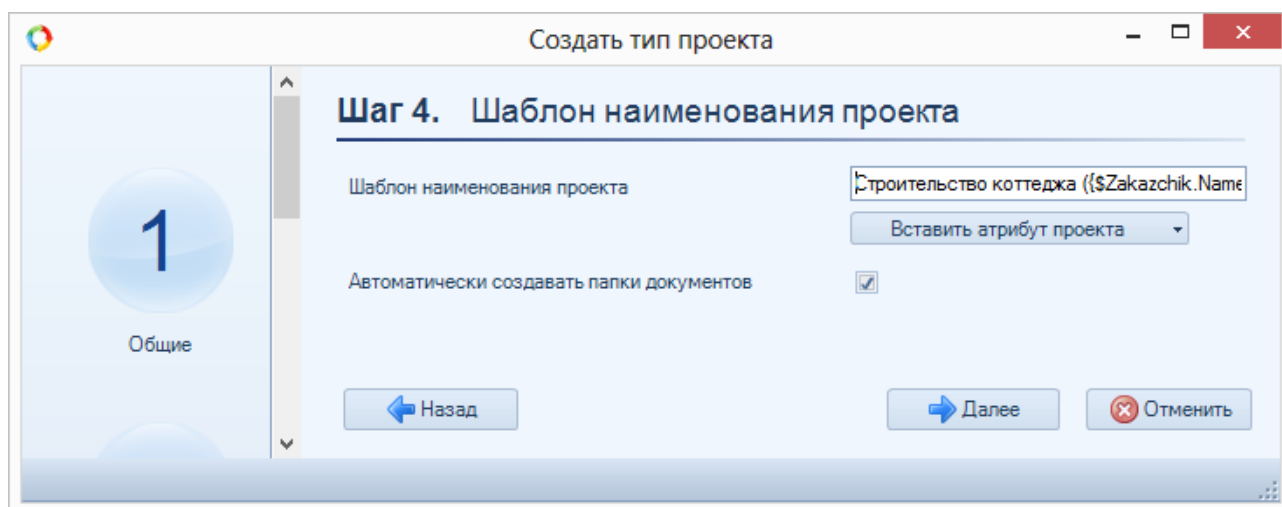 Создать тип проекта
Шаг 4. Шаблон наименования проекта
Шаблон наименования проекта
Строительство коттеджа ({$Zakazchik.Name
Вставить атрибут проекта
Автоматически создавать папки документов
1
Общие
Назад
Далее
Отменить